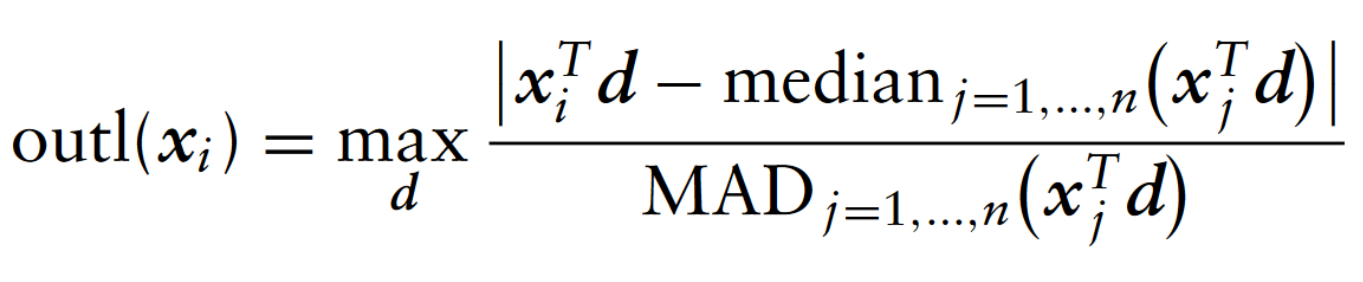 outl(x_i) = max_d |x_i^T d − median_{j=1,...,n}(x_j^T d)| / MAD_{j=1,...,n}(x_j^T d)